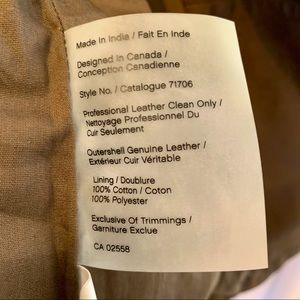 Made In India / Fait En Inde
Designed In Canada /
Conception Canadienne
Style No. / Catalogue 71706
Professional Leather Clean Only /
Nettoyage Professionnel Du
Cuir Seulement
Outershell Genuine Leather /
Extérieur Cuir Véritable
Lining / Doublure
100% Cotton / Coton
100% Polyester
Exclusive Of Trimmings /
Garniture Exclue
CA 02558